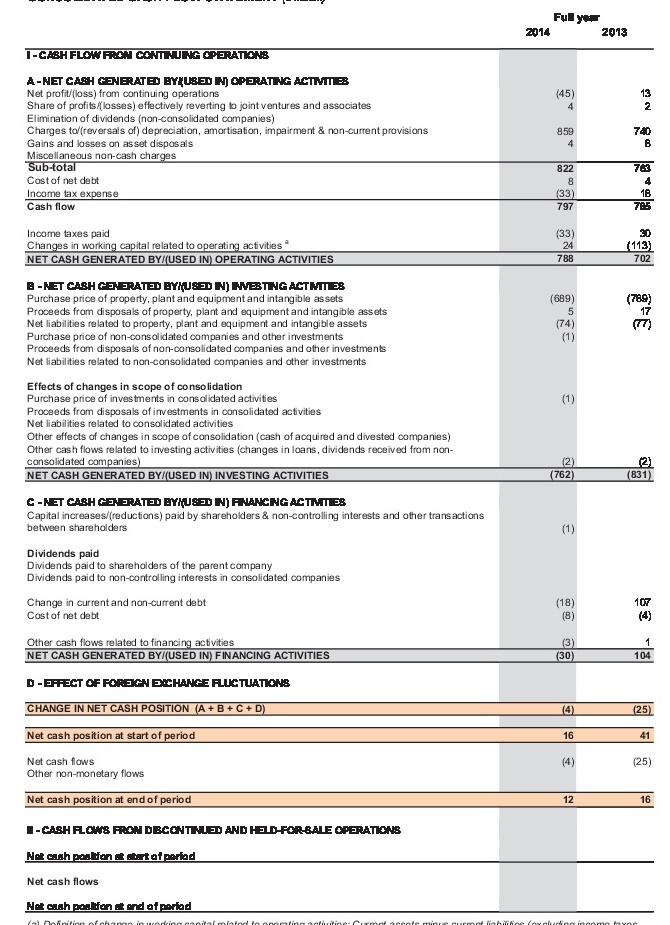 Full year
2014 2013
I - CASH FLOW FROM CONTINUING OPERATIONS
A - NET CASH GENERATED BY/(USED IN) OPERATING ACTIVITIES
Net profit/(loss) from continuing operations (45) 13
Share of profits/(losses) effectively reverting to joint ventures and associates 4 2
Elimination of dividends (non-consolidated companies)
Charges to/(reversals of) depreciation, amortisation, impairment & non-current provisions 859 740
Gains and losses on asset disposals 4 8
Miscellaneous non-cash charges
Sub-total 822 763
Cost of net debt 8 4
Income tax expense (33) 18
Cash flow 797 785
Income taxes paid (33) 30
Changes in working capital related to operating activities a 24 (113)
NET CASH GENERATED BY/(USED IN) OPERATING ACTIVITIES 788 702
B - NET CASH GENERATED BY/(USED IN) INVESTING ACTIVITIES
Purchase price of property, plant and equipment and intangible assets (689) (769)
Proceeds from disposals of property, plant and equipment and intangible assets 5 17
Net liabilities related to property, plant and equipment and intangible assets (74) (77)
Purchase price of non-consolidated companies and other investments (1)
Proceeds from disposals of non-consolidated companies and other investments
Net liabilities related to non-consolidated companies and other investments
Effects of changes in scope of consolidation
Purchase price of investments in consolidated activities (1)
Proceeds from disposals of investments in consolidated activities
Net liabilities related to consolidated activities
Other effects of changes in scope of consolidation (cash of acquired and divested companies)
Other cash flows related to investing activities (changes in loans, dividends received from non-
consolidated companies) (2) (2)
NET CASH GENERATED BY/(USED IN) INVESTING ACTIVITIES (762) (831)
C - NET CASH GENERATED BY/(USED IN) FINANCING ACTIVITIES
Capital increases/(reductions) paid by shareholders & non-controlling interests and other transactions
between shareholders (1)
Dividends paid
Dividends paid to shareholders of the parent company
Dividends paid to non-controlling interests in consolidated companies
Change in current and non-current debt (18) 107
Cost of net debt (8) (4)
Other cash flows related to financing activities (3) 1
NET CASH GENERATED BY/(USED IN) FINANCING ACTIVITIES (30) 104
D - EFFECT OF FOREIGN EXCHANGE FLUCTUATIONS
CHANGE IN NET CASH POSITION (A + B + C + D) (4) (25)
Net cash position at start of period 16 41
Net cash flows (4) (25)
Other non-monetary flows
Net cash position at end of period 12 16
II - CASH FLOWS FROM DISCONTINUED AND HELD-FOR-SALE OPERATIONS
Net cash position at start of period
Net cash flows
Net cash position at end of period
(a) Definition of change in working capital related to operating activities: Current assets minus current liabilities (excluding income taxes